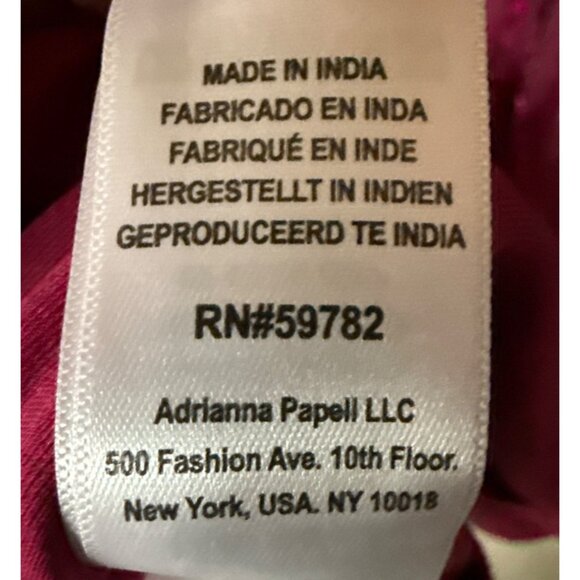 MADE IN INDIA
FABRICADO EN INDA
FABRIQUÉ EN INDE
HERGESTELLT IN INDIEN
GEPRODUCEERD TE INDIA
RN#59782
Adrianna Papell LLC
500 Fashion Ave. 10th Floor.
New York, USA. NY 10018